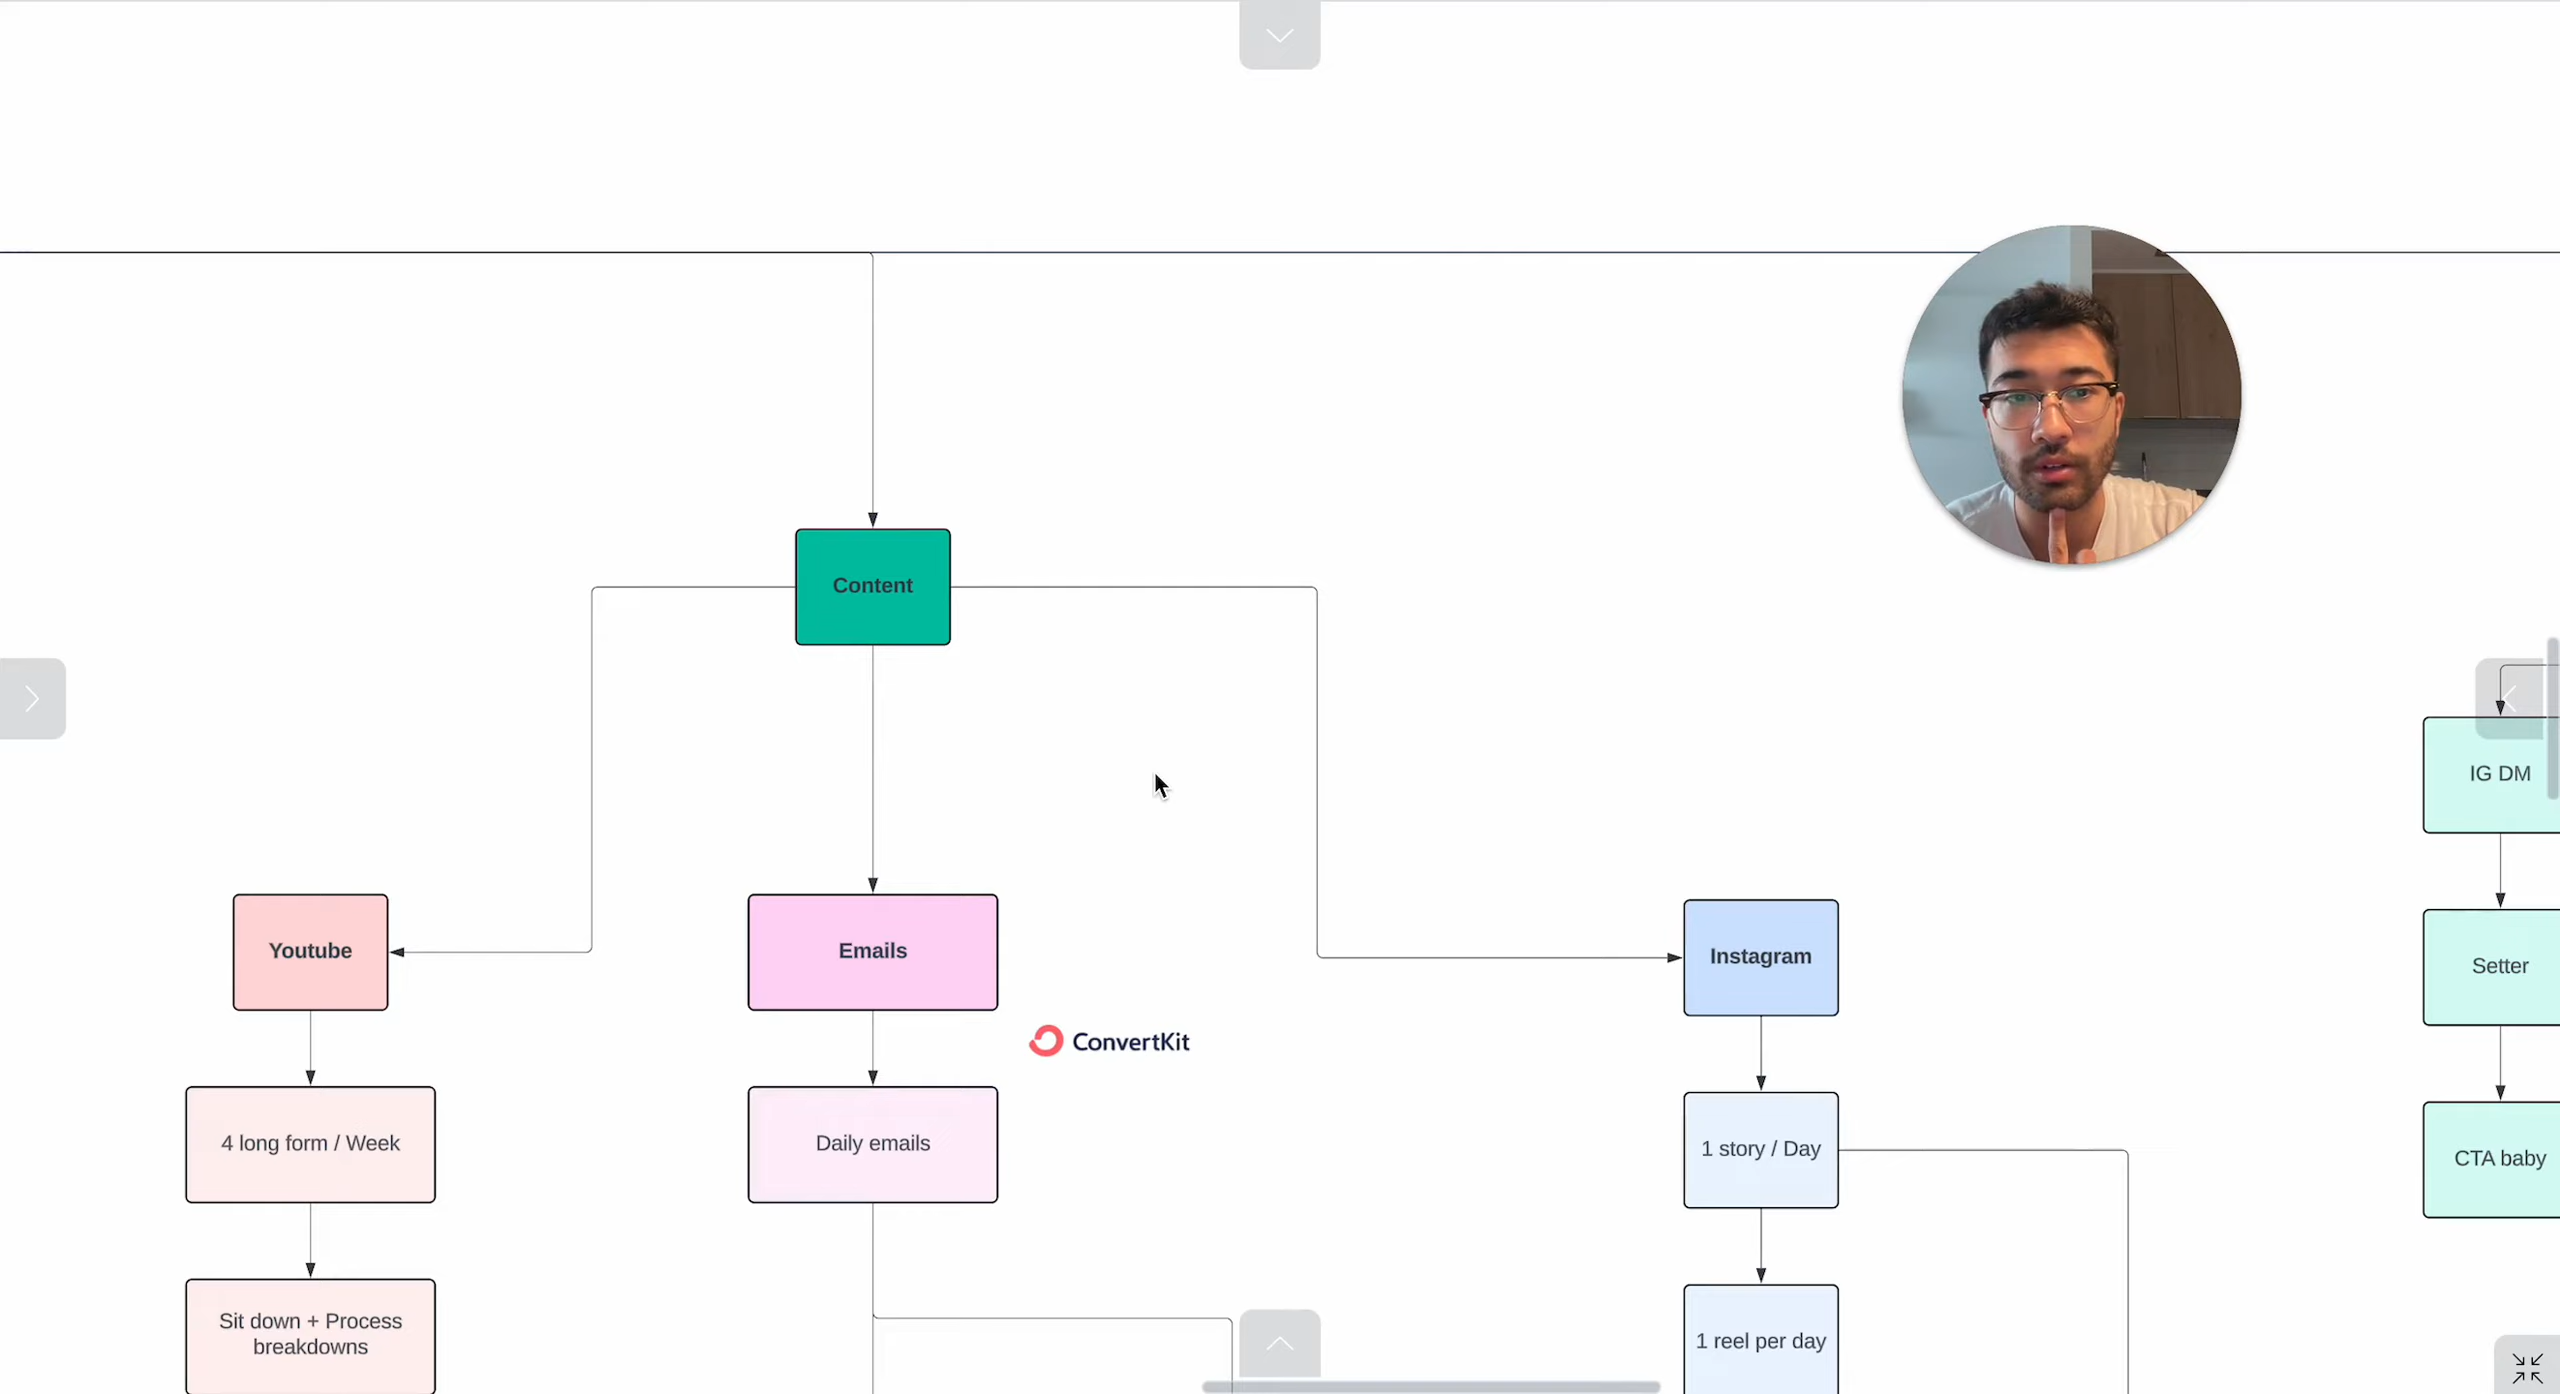 Content
Youtube
Emails
Instagram
ConvertKit
4 long form / Week
Daily emails
1 story / Day
Sit down + Process
breakdowns
1 reel per day
IG DM
Setter
CTA baby